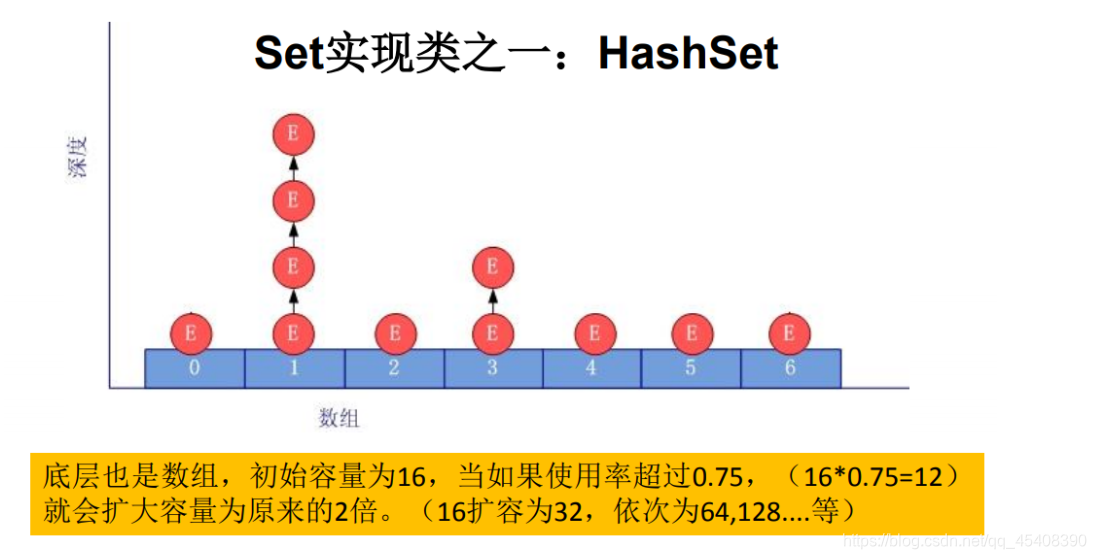 Set实现类之一：HashSet
深度
E
E
E
E E
E E E E E E E
0 1 2 3 4 5 6
数组
底层也是数组，初始容量为16，当如果使用率超过0.75，（16*0.75=12）
就会扩大容量为原来的2倍。（16扩容为32，依次为64,128....等）
https://blog.csdn.net/qq_45408390